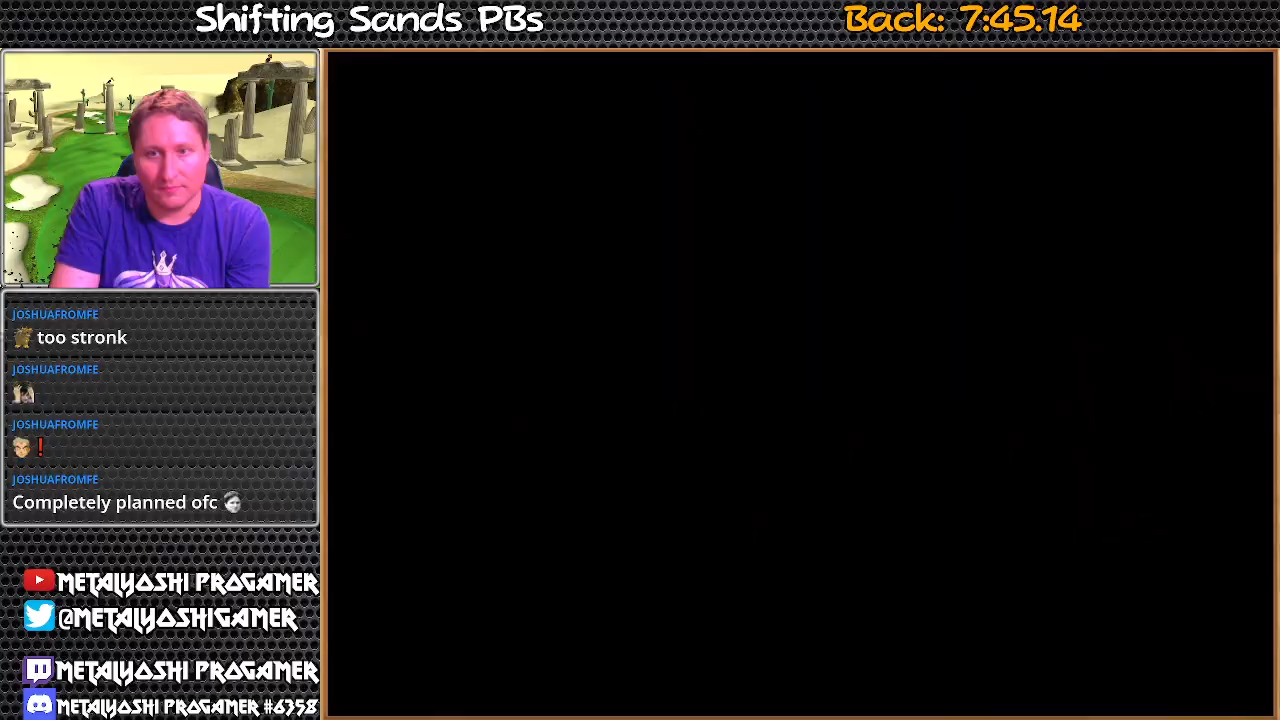 Shifting Sands PBs
Back: 7:45.14
JOSHUAFROMFE
too stronk
JOSHUAFROMFE
JOSHUAFROMFE
!
JOSHUAFROMFE
Completely planned ofc
METALYOSHI PROGAMER
@METALYOSHIGAMER
METALYOSHI PROGAMER
METALYOSHI PROGAMER #6358